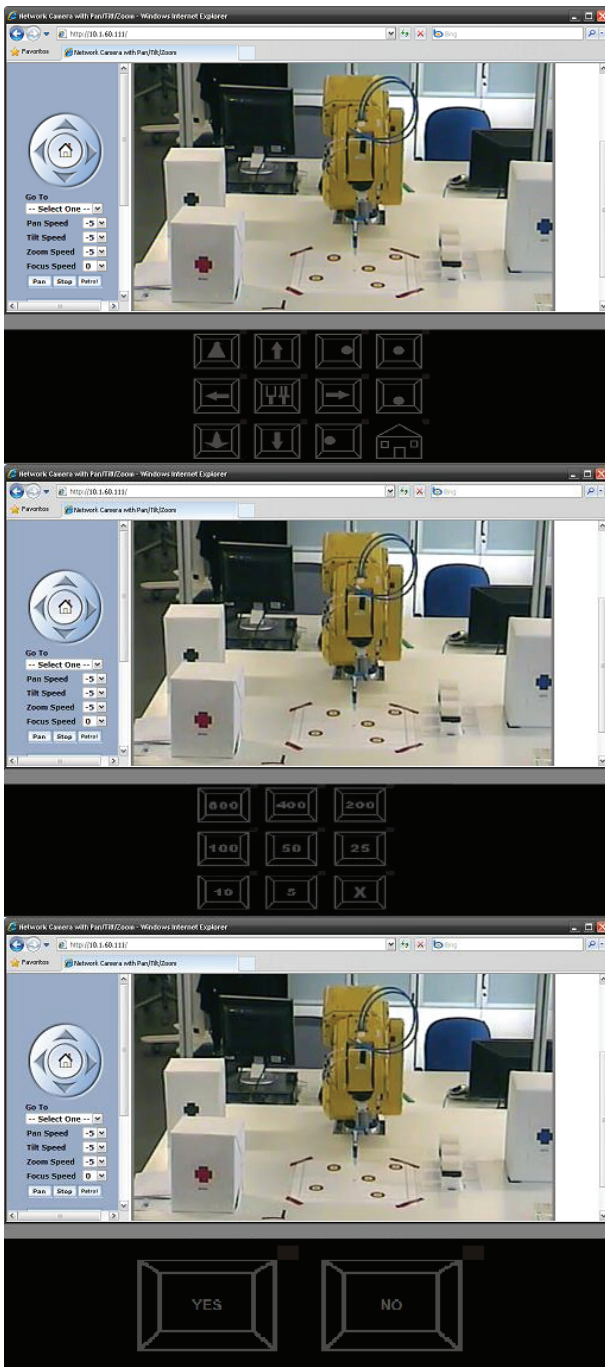 Network Camera with Pan/Tilt/Zoom - Windows Internet Explorer
http://10.1.60.111/
Bing
Favoritos Network Camera with Pan/Tilt/Zoom
Go To
-- Select One --
Pan Speed -5
Tilt Speed -5
Zoom Speed -5
Focus Speed 0
Pan Stop Patrol
Network Camera with Pan/Tilt/Zoom - Windows Internet Explorer
http://10.1.60.111/
Bing
Favoritos Network Camera with Pan/Tilt/Zoom
Go To
-- Select One --
Pan Speed -5
Tilt Speed -5
Zoom Speed -5
Focus Speed 0
Pan Stop Patrol
400 200
100 50 25
10 5 X
Network Camera with Pan/Tilt/Zoom - Windows Internet Explorer
http://10.1.60.111/
Bing
Favoritos Network Camera with Pan/Tilt/Zoom
Go To
-- Select One --
Pan Speed -5
Tilt Speed -5
Zoom Speed -5
Focus Speed 0
Pan Stop Patrol
YES NO